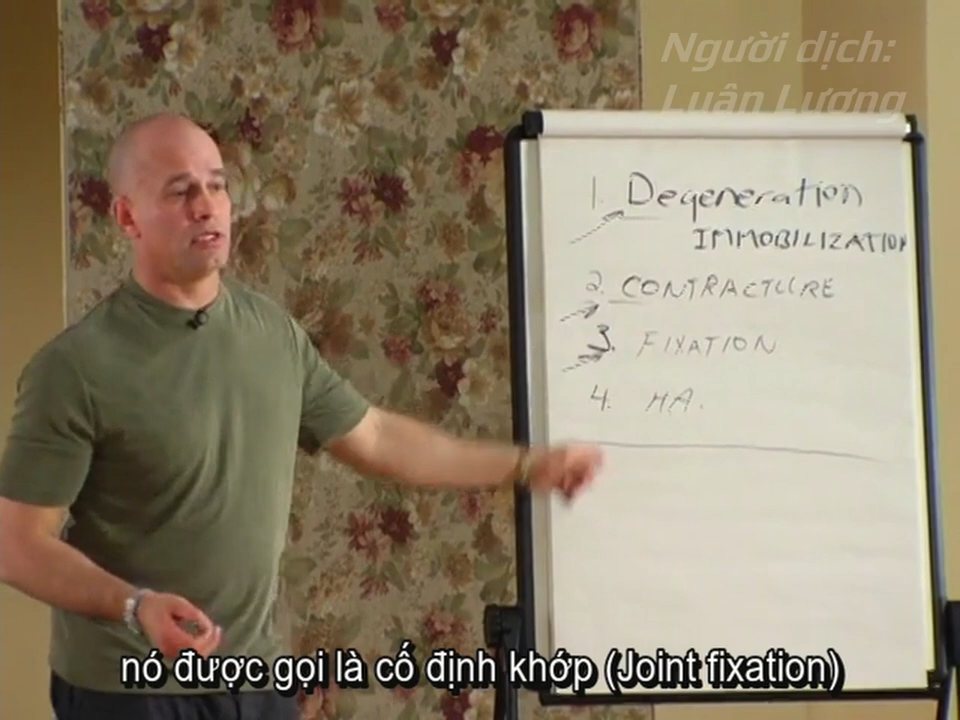 Người dịch:
Luân Lương
1. Degeneration
IMMOBILIZATION
2. CONTRACTURE
3. FIXATION
4. HA.
nó được gọi là cố định khớp (Joint fixation)